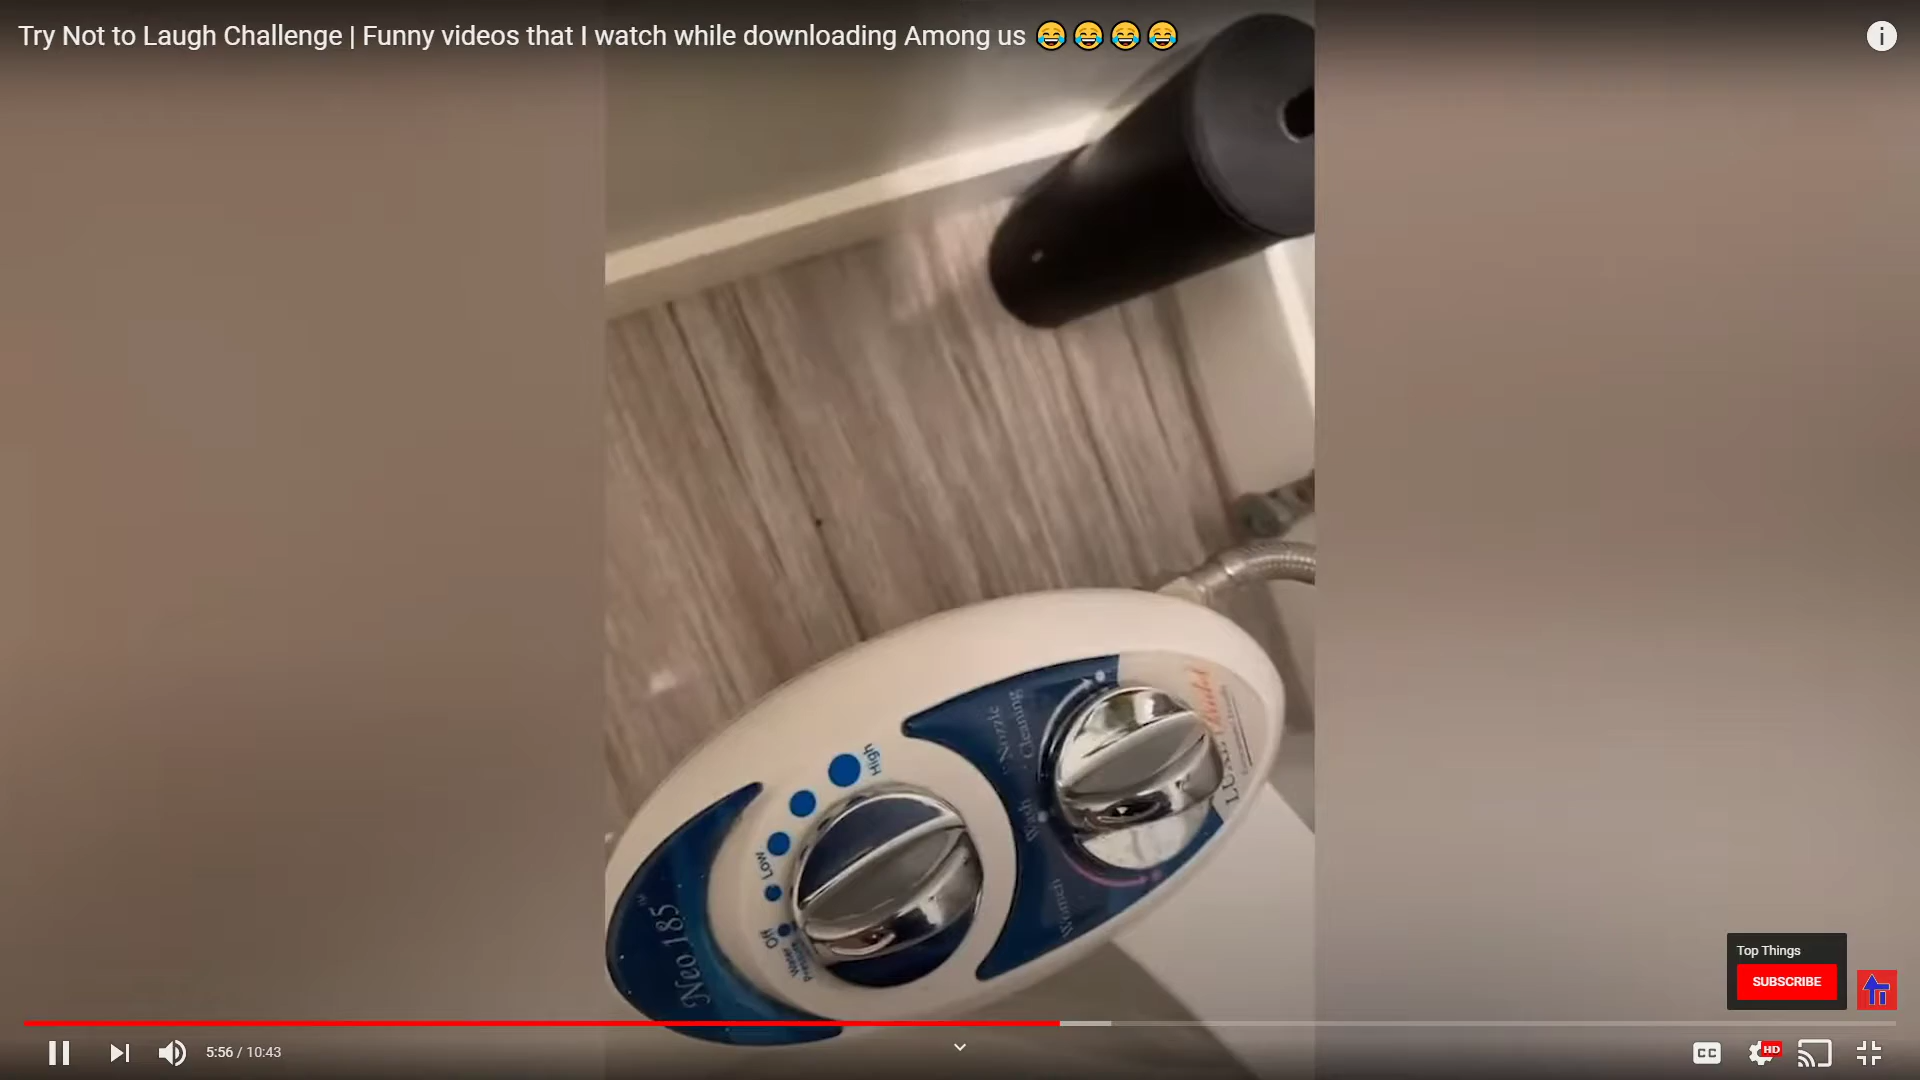 Try Not to Laugh Challenge | Funny videos that I watch while downloading Among us 😂😂😂😂
i
High
Low
Off
Water
Pressure
Neo 185
Nozzle
Cleaning
Wash
Women
Top Things
SUBSCRIBE
5:56 / 10:43
CC
HD